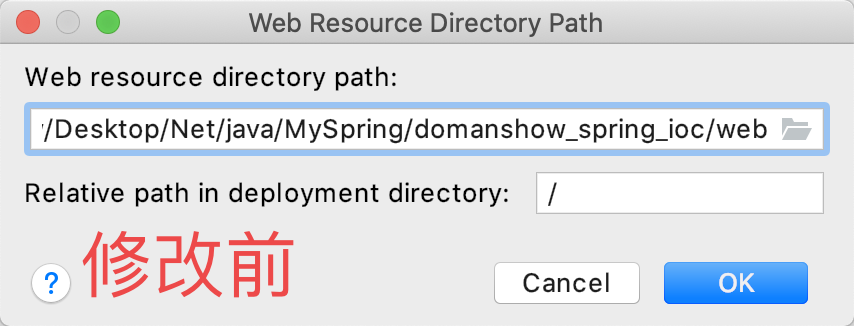 Web Resource Directory Path
Web resource directory path:
/Desktop/Net/java/MySpring/domanshow_spring_ioc/web
Relative path in deployment directory:
/
修改前
?
Cancel
OK